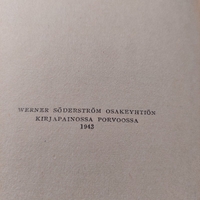 WERNER SÖDERSTRÖM OSAKEYHTIÖN
KIRJAPAINOSSA PORVOOSSA
1943